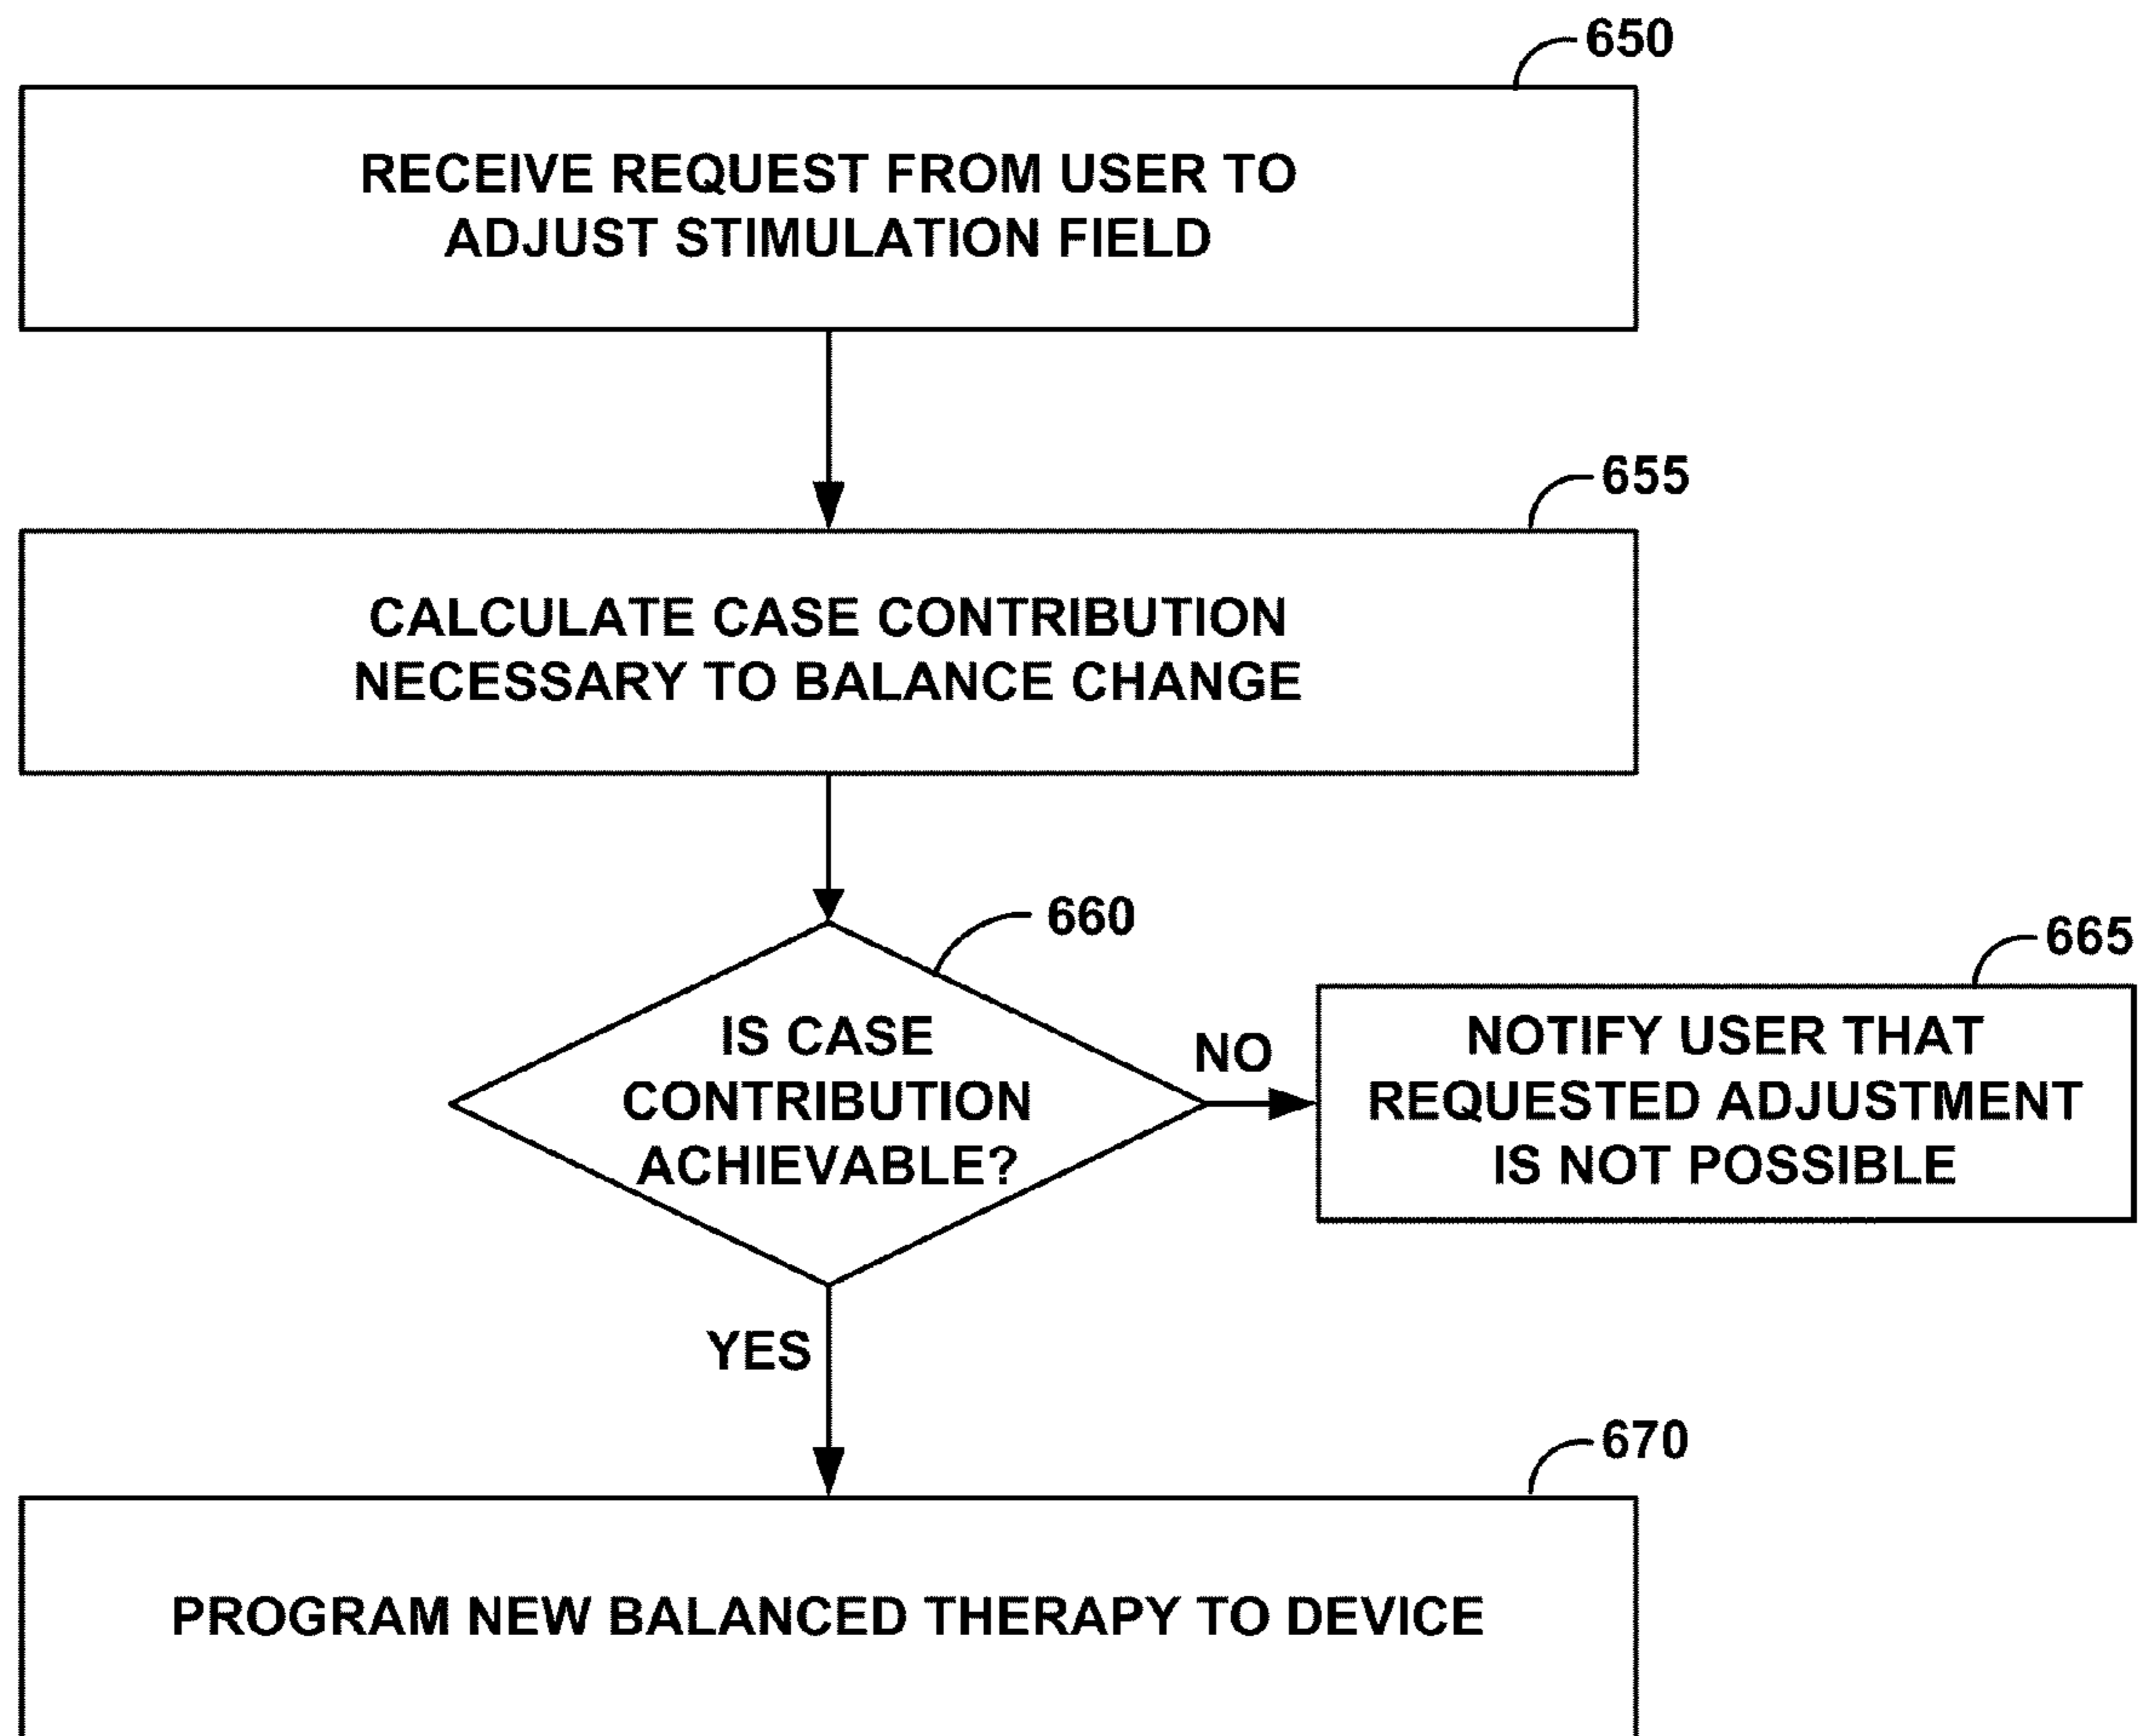 650
RECEIVE REQUEST FROM USER TO
ADJUST STIMULATION FIELD
655
CALCULATE CASE CONTRIBUTION
NECESSARY TO BALANCE CHANGE
660
IS CASE
CONTRIBUTION
ACHIEVABLE?
NO
665
NOTIFY USER THAT
REQUESTED ADJUSTMENT
IS NOT POSSIBLE
YES
670
PROGRAM NEW BALANCED THERAPY TO DEVICE